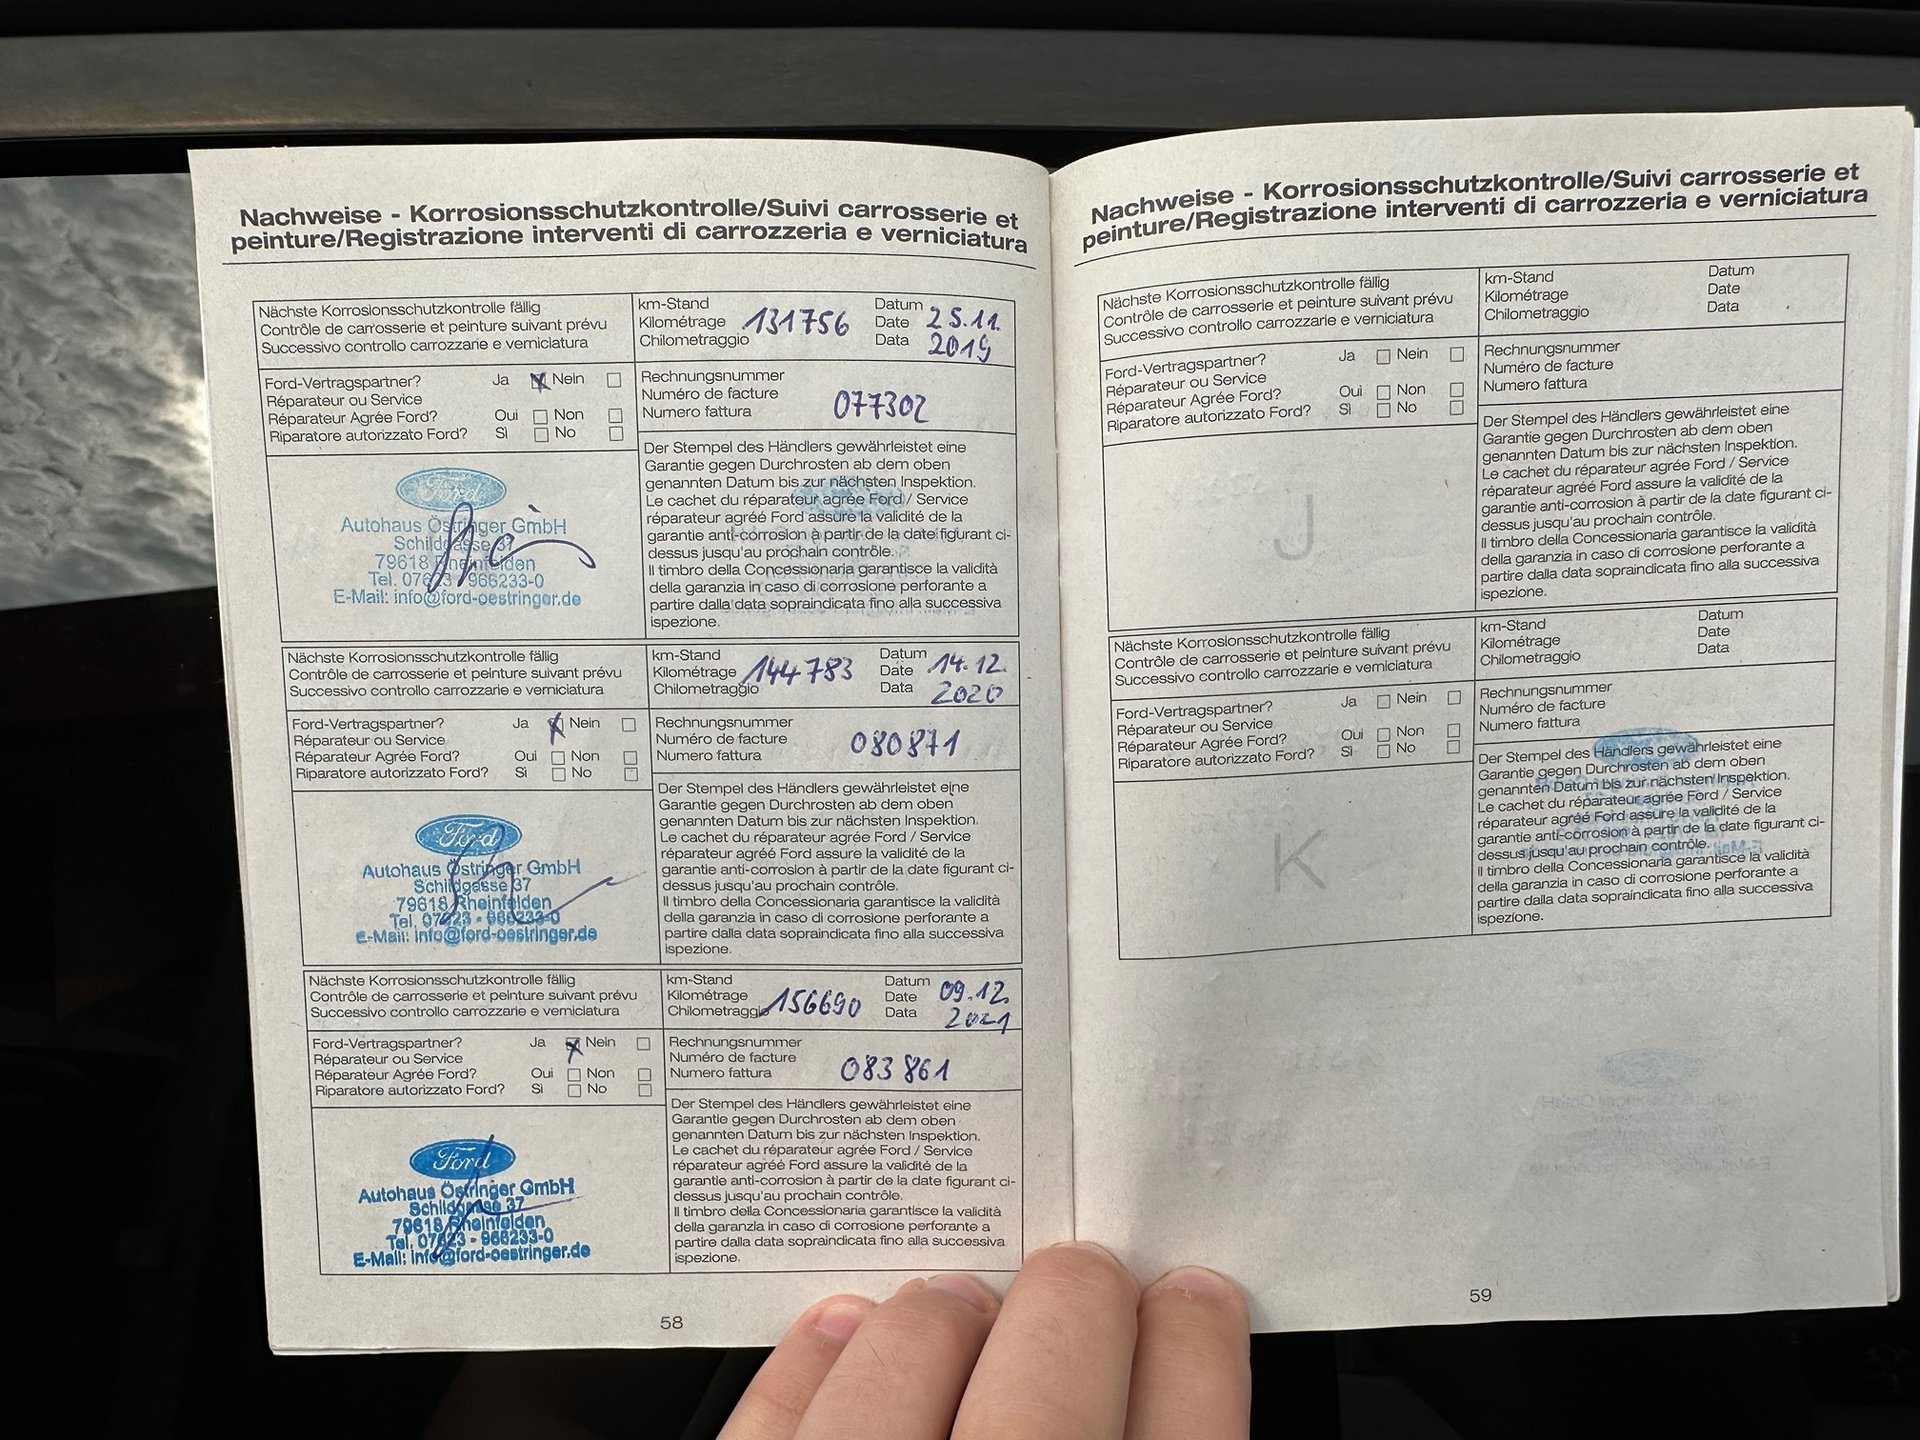 Nachweise - Korrosionsschutzkontrolle/Suivi carrosserie et
peinture/Registrazione interventi di carrozzeria e verniciatura
Nächste Korrosionsschutzkontrolle fällig
Contrôle de carrosserie et peinture suivant prévu
Successivo controllo carrozzarie e verniciatura
km-Stand
Kilométrage 131756
Chilometraggio
Datum
Date 25.11.
Data 2019
Ford-Vertragspartner? Ja Nein
Réparateur ou Service
Réparateur Agrée Ford? Oui Non
Riparatore autorizzato Ford? Sì No
Rechnungsnummer
Numéro de facture
Numero fattura 077302
Ford
Autohaus Östringer GmbH
Schildgasse 37
79618 Rheinfelden
Tel. 07623 - 966233-0
E-Mail: info@ford-oestringer.de
Der Stempel des Händlers gewährleistet eine
Garantie gegen Durchrosten ab dem oben
genannten Datum bis zur nächsten Inspektion.
Le cachet du réparateur agrée Ford / Service
réparateur agréé Ford assure la validité de la
garantie anti-corrosion à partir de la date figurant ci-
dessus jusqu'au prochain contrôle.
Il timbro della Concessionaria garantisce la validità
della garanzia in caso di corrosione perforante a
partire dalla data sopraindicata fino alla successiva
ispezione.
Nächste Korrosionsschutzkontrolle fällig
Contrôle de carrosserie et peinture suivant prévu
Successivo controllo carrozzarie e verniciatura
km-Stand
Kilométrage 144783
Chilometraggio
Datum
Date 14.12.
Data 2020
Ford-Vertragspartner? Ja Nein
Réparateur ou Service
Réparateur Agrée Ford? Oui Non
Riparatore autorizzato Ford? Sì No
Rechnungsnummer
Numéro de facture
Numero fattura 080871
Ford
Autohaus Östringer GmbH
Schildgasse 37
79618 Rheinfelden
Tel. 07623 - 966233-0
E-Mail: info@ford-oestringer.de
Der Stempel des Händlers gewährleistet eine
Garantie gegen Durchrosten ab dem oben
genannten Datum bis zur nächsten Inspektion.
Le cachet du réparateur agrée Ford / Service
réparateur agréé Ford assure la validité de la
garantie anti-corrosion à partir de la date figurant ci-
dessus jusqu'au prochain contrôle.
Il timbro della Concessionaria garantisce la validità
della garanzia in caso di corrosione perforante a
partire dalla data sopraindicata fino alla successiva
ispezione.
Nächste Korrosionsschutzkontrolle fällig
Contrôle de carrosserie et peinture suivant prévu
Successivo controllo carrozzarie e verniciatura
km-Stand
Kilométrage 156690
Chilometraggio
Datum
Date 09.12.
Data 2021
Ford-Vertragspartner? Ja Nein
Réparateur ou Service
Réparateur Agrée Ford? Oui Non
Riparatore autorizzato Ford? Sì No
Rechnungsnummer
Numéro de facture
Numero fattura 083861
Ford
Autohaus Östringer GmbH
Schildgasse 37
79618 Rheinfelden
Tel. 07623 - 966233-0
E-Mail: info@ford-oestringer.de
Der Stempel des Händlers gewährleistet eine
Garantie gegen Durchrosten ab dem oben
genannten Datum bis zur nächsten Inspektion.
Le cachet du réparateur agrée Ford / Service
réparateur agréé Ford assure la validité de la
garantie anti-corrosion à partir de la date figurant ci-
dessus jusqu'au prochain contrôle.
Il timbro della Concessionaria garantisce la validità
della garanzia in caso di corrosione perforante a
partire dalla data sopraindicata fino alla successiva
ispezione.
58
Nachweise - Korrosionsschutzkontrolle/Suivi carrosserie et
peinture/Registrazione interventi di carrozzeria e verniciatura
Nächste Korrosionsschutzkontrolle fällig
Contrôle de carrosserie et peinture suivant prévu
Successivo controllo carrozzarie e verniciatura
km-Stand
Kilométrage
Chilometraggio
Datum
Date
Data
Ford-Vertragspartner? Ja Nein
Réparateur ou Service
Réparateur Agrée Ford? Oui Non
Riparatore autorizzato Ford? Sì No
Rechnungsnummer
Numéro de facture
Numero fattura
J
Der Stempel des Händlers gewährleistet eine
Garantie gegen Durchrosten ab dem oben
genannten Datum bis zur nächsten Inspektion.
Le cachet du réparateur agrée Ford / Service
réparateur agréé Ford assure la validité de la
garantie anti-corrosion à partir de la date figurant ci-
dessus jusqu'au prochain contrôle.
Il timbro della Concessionaria garantisce la validità
della garanzia in caso di corrosione perforante a
partire dalla data sopraindicata fino alla successiva
ispezione.
Nächste Korrosionsschutzkontrolle fällig
Contrôle de carrosserie et peinture suivant prévu
Successivo controllo carrozzarie e verniciatura
km-Stand
Kilométrage
Chilometraggio
Datum
Date
Data
Ford-Vertragspartner? Ja Nein
Réparateur ou Service
Réparateur Agrée Ford? Oui Non
Riparatore autorizzato Ford? Sì No
Rechnungsnummer
Numéro de facture
Numero fattura
K
Der Stempel des Händlers gewährleistet eine
Garantie gegen Durchrosten ab dem oben
genannten Datum bis zur nächsten Inspektion.
Le cachet du réparateur agrée Ford / Service
réparateur agréé Ford assure la validité de la
garantie anti-corrosion à partir de la date figurant ci-
dessus jusqu'au prochain contrôle.
Il timbro della Concessionaria garantisce la validità
della garanzia in caso di corrosione perforante a
partire dalla data sopraindicata fino alla successiva
ispezione.
59